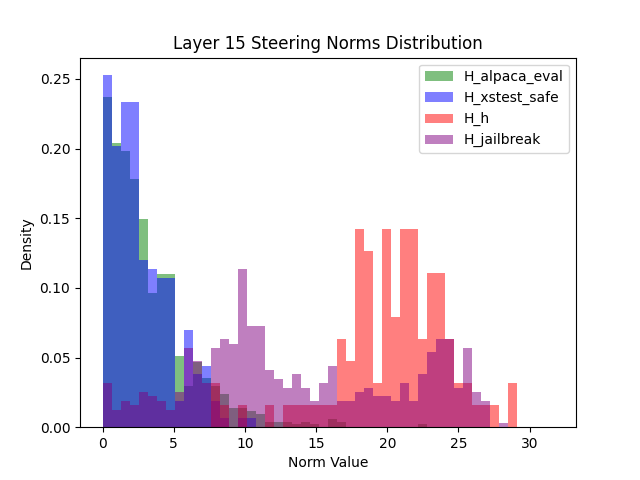 Layer 15 Steering Norms Distribution
H_alpaca_eval
H_xstest_safe
H_h
H_jailbreak
Density
0.25
0.20
0.15
0.10
0.05
0.00
0 5 10 15 20 25 30
Norm Value